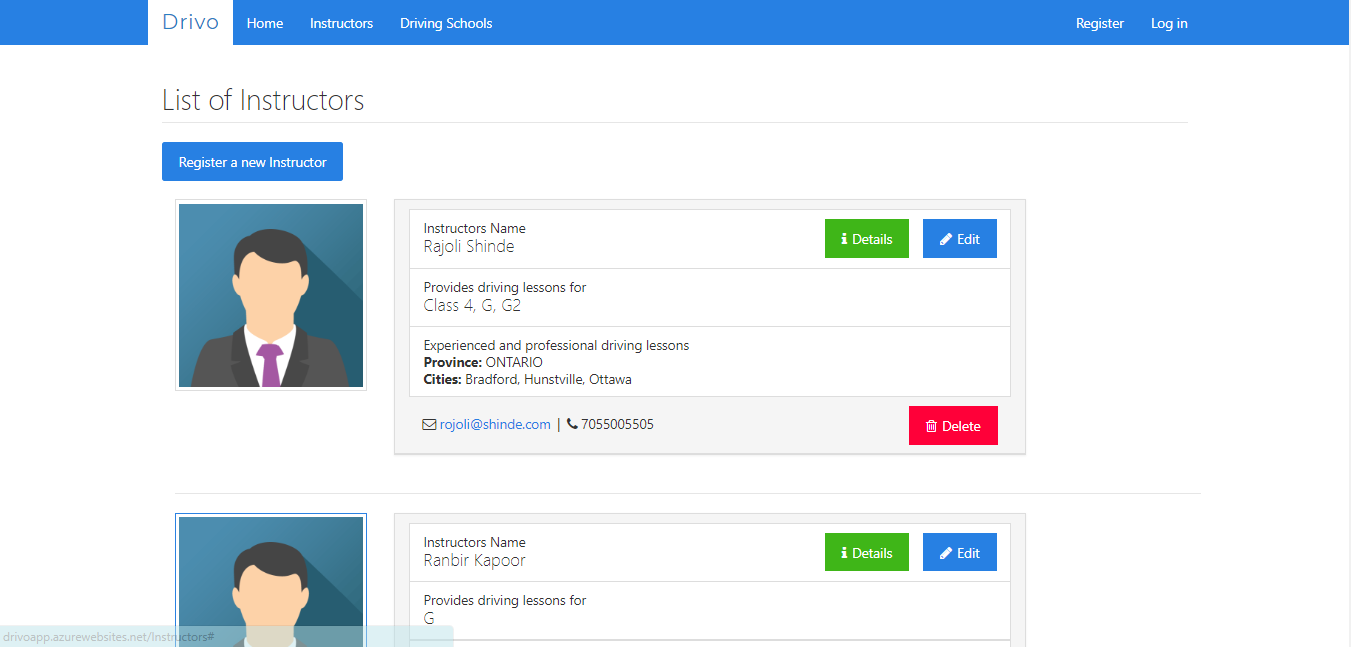 Drivo Home Instructors Driving Schools Register Log in
List of Instructors
Register a new Instructor
Instructors Name
Rajoli Shinde
Details Edit
Provides driving lessons for
Class 4, G, G2
Experienced and professional driving lessons
Province: ONTARIO
Cities: Bradford, Hunstville, Ottawa
rojoli@shinde.com | 7055005505
Delete
Instructors Name
Ranbir Kapoor
Details Edit
Provides driving lessons for
G
drivoapp.azurewebsites.net/Instructors#